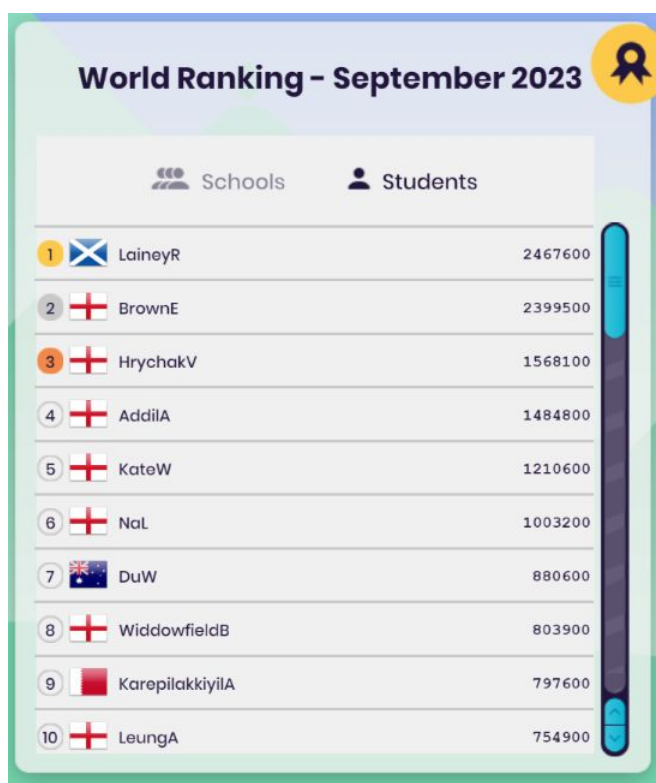 World Ranking - September 2023
Schools Students
1 LaineyR 2467600
2 BrownE 2399500
3 HrychakV 1568100
4 AddilA 1484800
5 KateW 1210600
6 NaL 1003200
7 DuW 880600
8 WiddowfieldB 803900
9 KarepilakkiyilA 797600
10 LeungA 754900